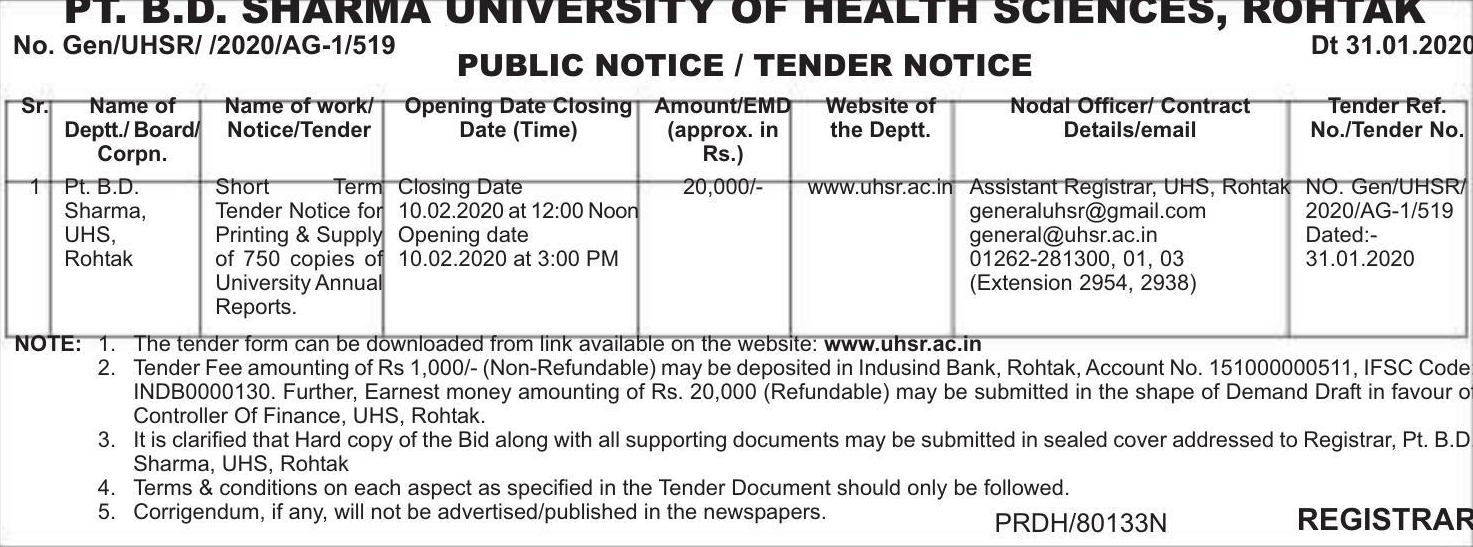 PT. B.D. SHARMA UNIVERSITY OF HEALTH SCIENCES, ROHTAK
No. Gen/UHSR/ /2020/AG-1/519
Dt 31.01.2020
PUBLIC NOTICE / TENDER NOTICE
Sr.
Name of
Deptt./ Board/
Corpn.
Name of work/
Notice/Tender
Opening Date Closing
Date (Time)
Amount/EMD
(approx. in
Rs.)
Website of
the Deptt.
Nodal Officer/ Contract
Details/email
Tender Ref.
No./Tender No.
1
Pt. B.D.
Sharma,
UHS,
Rohtak
Short Term
Tender Notice for
Printing & Supply
of 750 copies of
University Annual
Reports.
Closing Date
10.02.2020 at 12:00 Noon
Opening date
10.02.2020 at 3:00 PM
20,000/-
www.uhsr.ac.in
Assistant Registrar, UHS, Rohtak
generaluhsr@gmail.com
general@uhsr.ac.in
01262-281300, 01, 03
(Extension 2954, 2938)
NO. Gen/UHSR/
2020/AG-1/519
Dated:-
31.01.2020
NOTE: 1. The tender form can be downloaded from link available on the website: www.uhsr.ac.in
2. Tender Fee amounting of Rs 1,000/- (Non-Refundable) may be deposited in Indusind Bank, Rohtak, Account No. 151000000511, IFSC Code:
INDB0000130. Further, Earnest money amounting of Rs. 20,000 (Refundable) may be submitted in the shape of Demand Draft in favour of
Controller Of Finance, UHS, Rohtak.
3. It is clarified that Hard copy of the Bid along with all supporting documents may be submitted in sealed cover addressed to Registrar, Pt. B.D.
Sharma, UHS, Rohtak
4. Terms & conditions on each aspect as specified in the Tender Document should only be followed.
5. Corrigendum, if any, will not be advertised/published in the newspapers.
PRDH/80133N
REGISTRAR